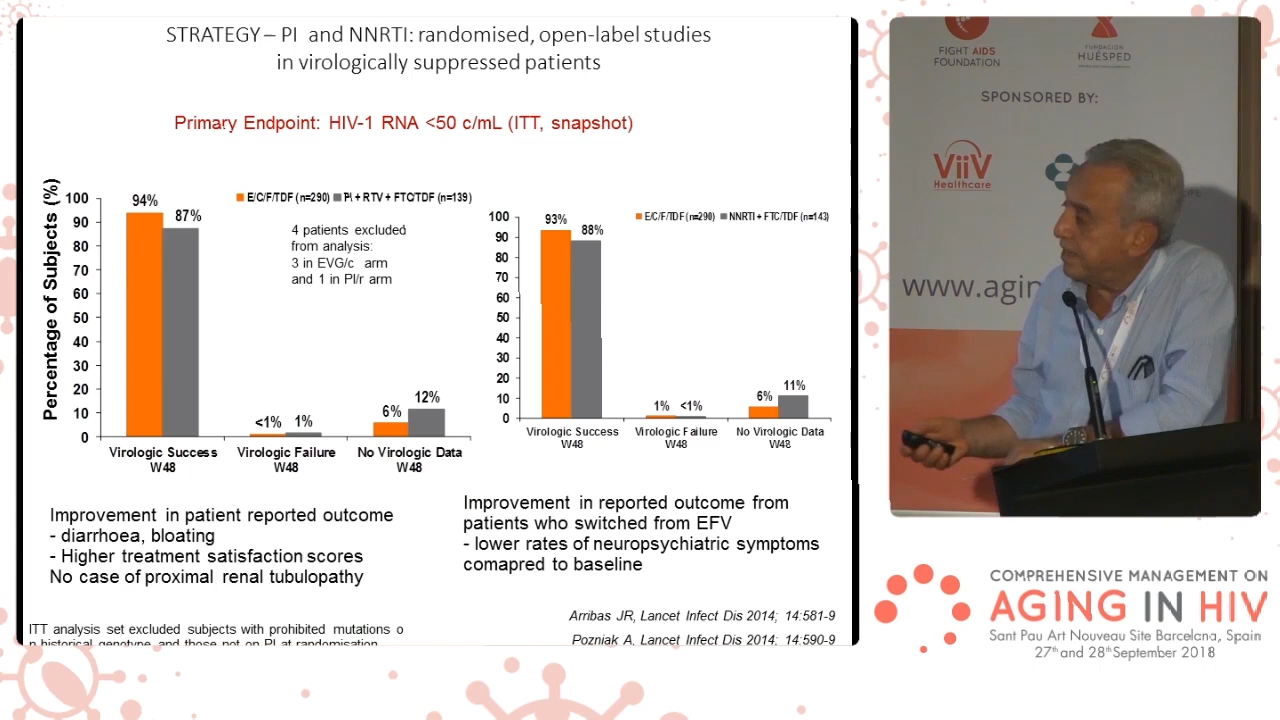 STRATEGY – PI and NNRTI: randomised, open-label studies
in virologically suppressed patients
Primary Endpoint: HIV-1 RNA <50 c/mL (ITT, snapshot)
Percentage of Subjects (%)
100
90
80
70
60
50
40
30
20
10
0
E/C/F/TDF (n=290) PI + RTV + FTC/TDF (n=139)
94%
87%
<1%
1%
6%
12%
4 patients excluded
from analysis:
3 in EVG/c arm
and 1 in PI/r arm
Virologic Success
W48
Virologic Failure
W48
No Virologic Data
W48
100
90
80
70
60
50
40
30
20
10
0
E/C/F/TDF (n=290) NNRTI + FTC/TDF (n=143)
93%
88%
1%
<1%
6%
11%
Virologic Success
W48
Virologic Failure
W48
No Virologic Data
W48
Improvement in patient reported outcome
- diarrhoea, bloating
- Higher treatment satisfaction scores
No case of proximal renal tubulopathy
Improvement in reported outcome from
patients who switched from EFV
- lower rates of neuropsychiatric symptoms
comapred to baseline
Arribas JR, Lancet Infect Dis 2014; 14:581-9
Pozniak A, Lancet Infect Dis 2014; 14:590-9
ITT analysis set excluded subjects with prohibited mutations o
n historical genotype and those not on PI at randomisation
FIGHT AIDS
FOUNDATION
FUNDACIÓN
HUÉSPED
SPONSORED BY:
ViiV
Healthcare
www.agin
COMPREHENSIVE MANAGEMENT ON
AGING IN HIV
Sant Pau Art Nouveau Site Barcelona, Spain
27th and 28th September 2018